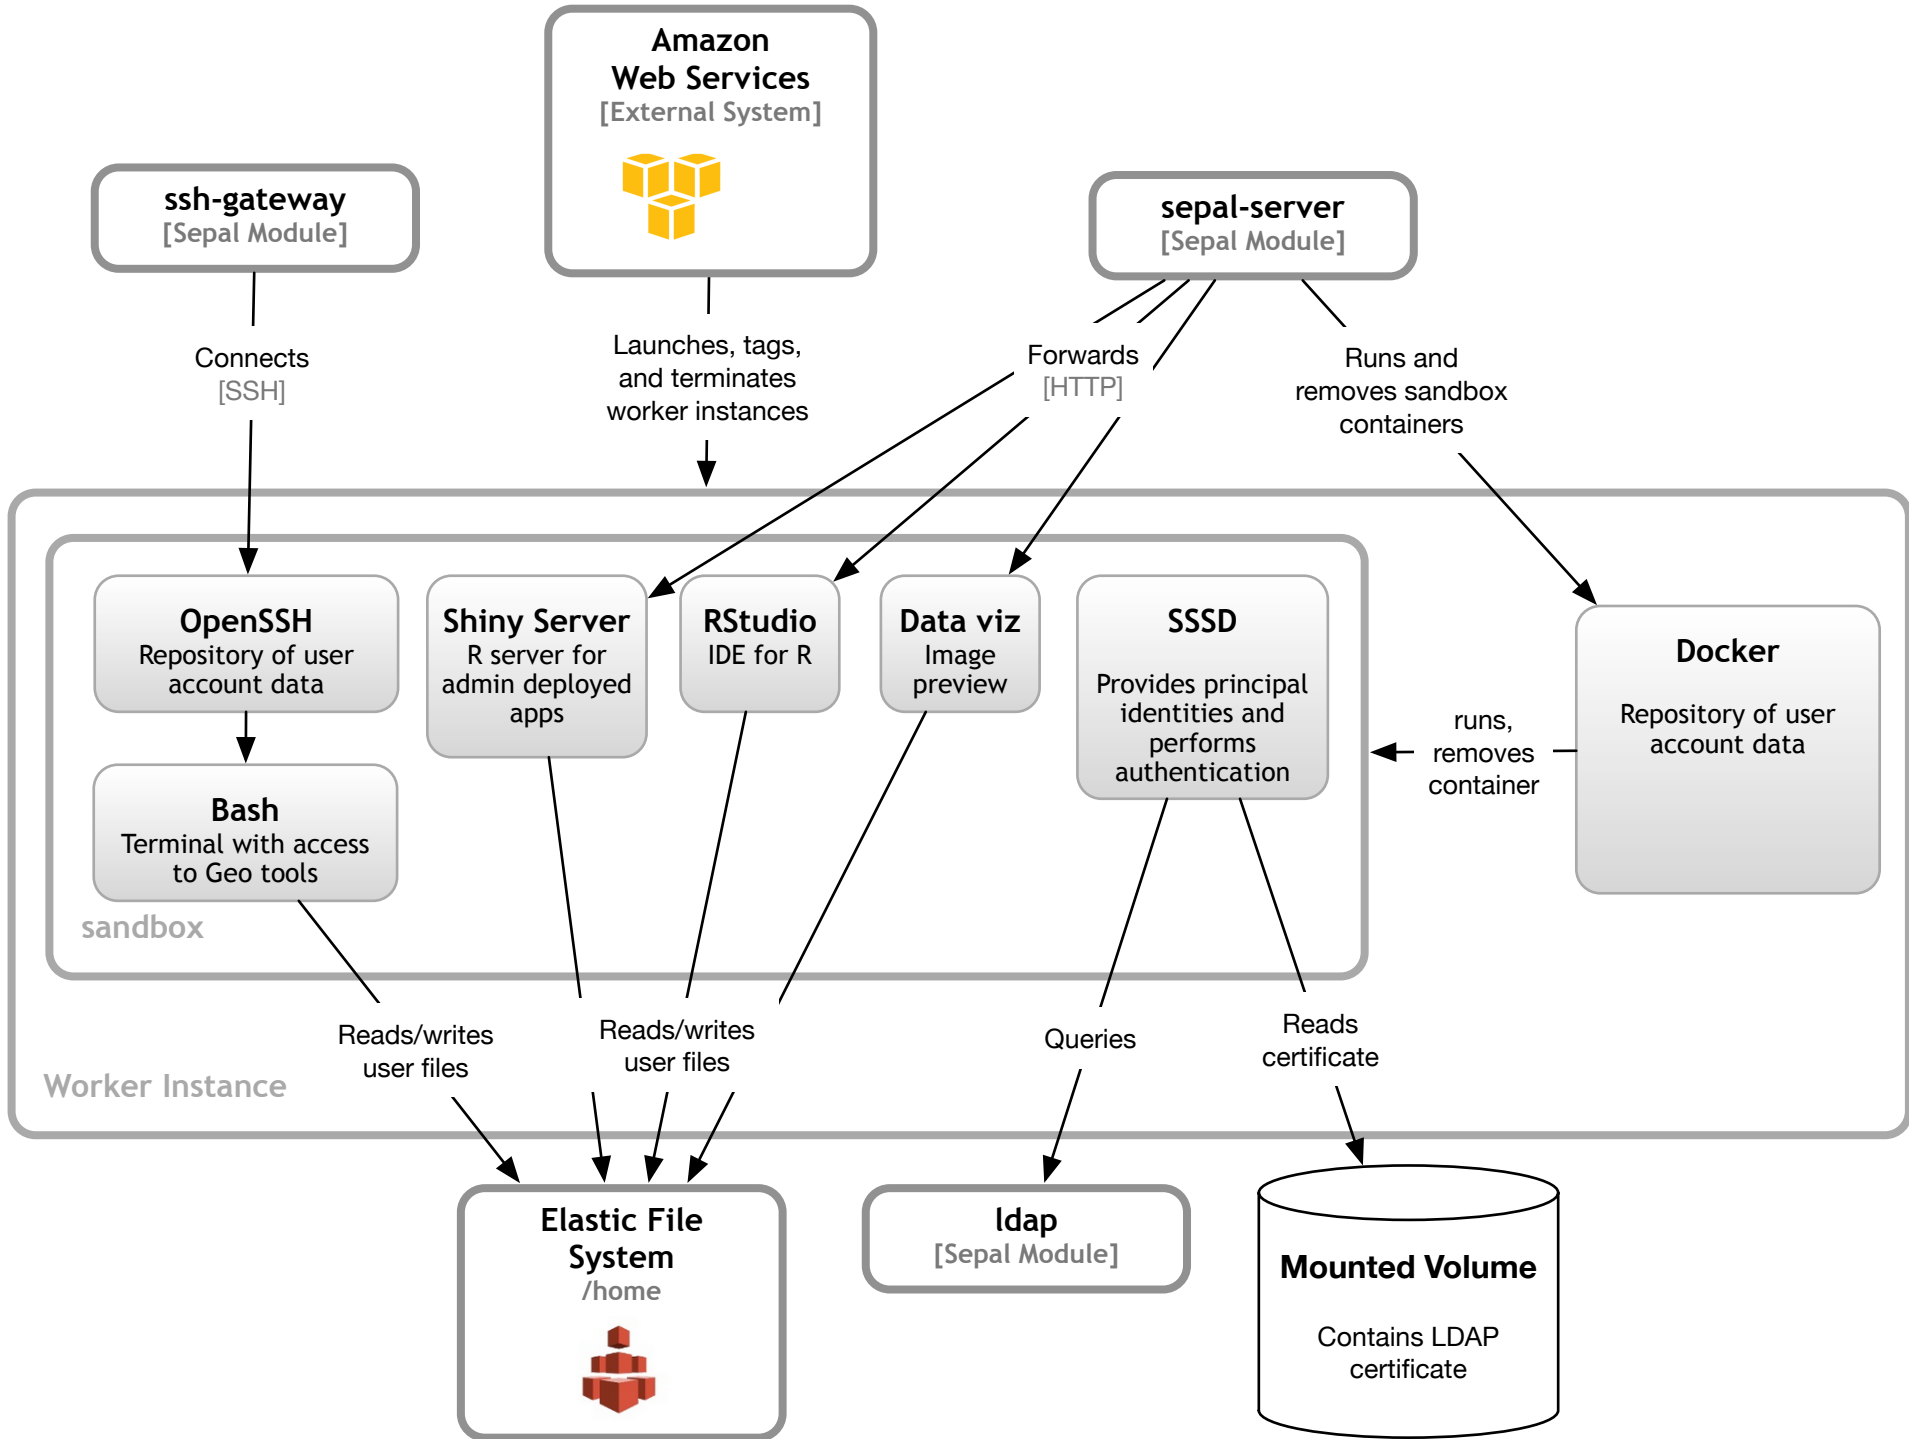 Amazon
Web Services
[External System]
ssh-gateway
[Sepal Module]
sepal-server
[Sepal Module]
Connects
[SSH]
Launches, tags,
and terminates
worker instances
Forwards
[HTTP]
Runs and
removes sandbox
containers
OpenSSH
Repository of user
account data
Shiny Server
R server for
admin deployed
apps
RStudio
IDE for R
Data viz
Image
preview
SSSD
Provides principal
identities and
performs
authentication
Docker
Repository of user
account data
runs,
removes
container
Bash
Terminal with access
to Geo tools
sandbox
Reads/writes
user files
Reads/writes
user files
Queries
Reads
certificate
Worker Instance
Elastic File
System
/home
ldap
[Sepal Module]
Mounted Volume
Contains LDAP
certificate